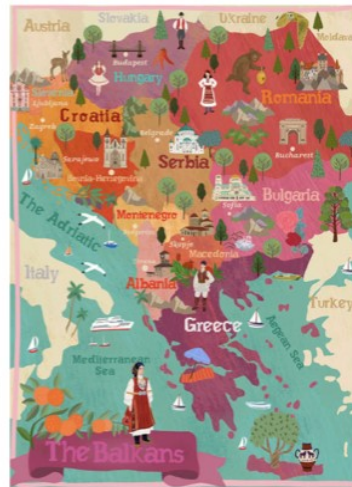 Slovakia
Ukraine
Austria
Moldova
Budapest
Hungary
Slovenia
Ljubljana
Romania
Croatia
Zagreb
Belgrade
Bucharest
Sarajevo
Serbia
Bosnia-Herzegovina
Bulgaria
Sofia
The Adriatic
Montenegro
Skopje
Macedonia
Italy
Albania
Turkey
Greece
Aegean Sea
Mediterranean
Sea
The Balkans